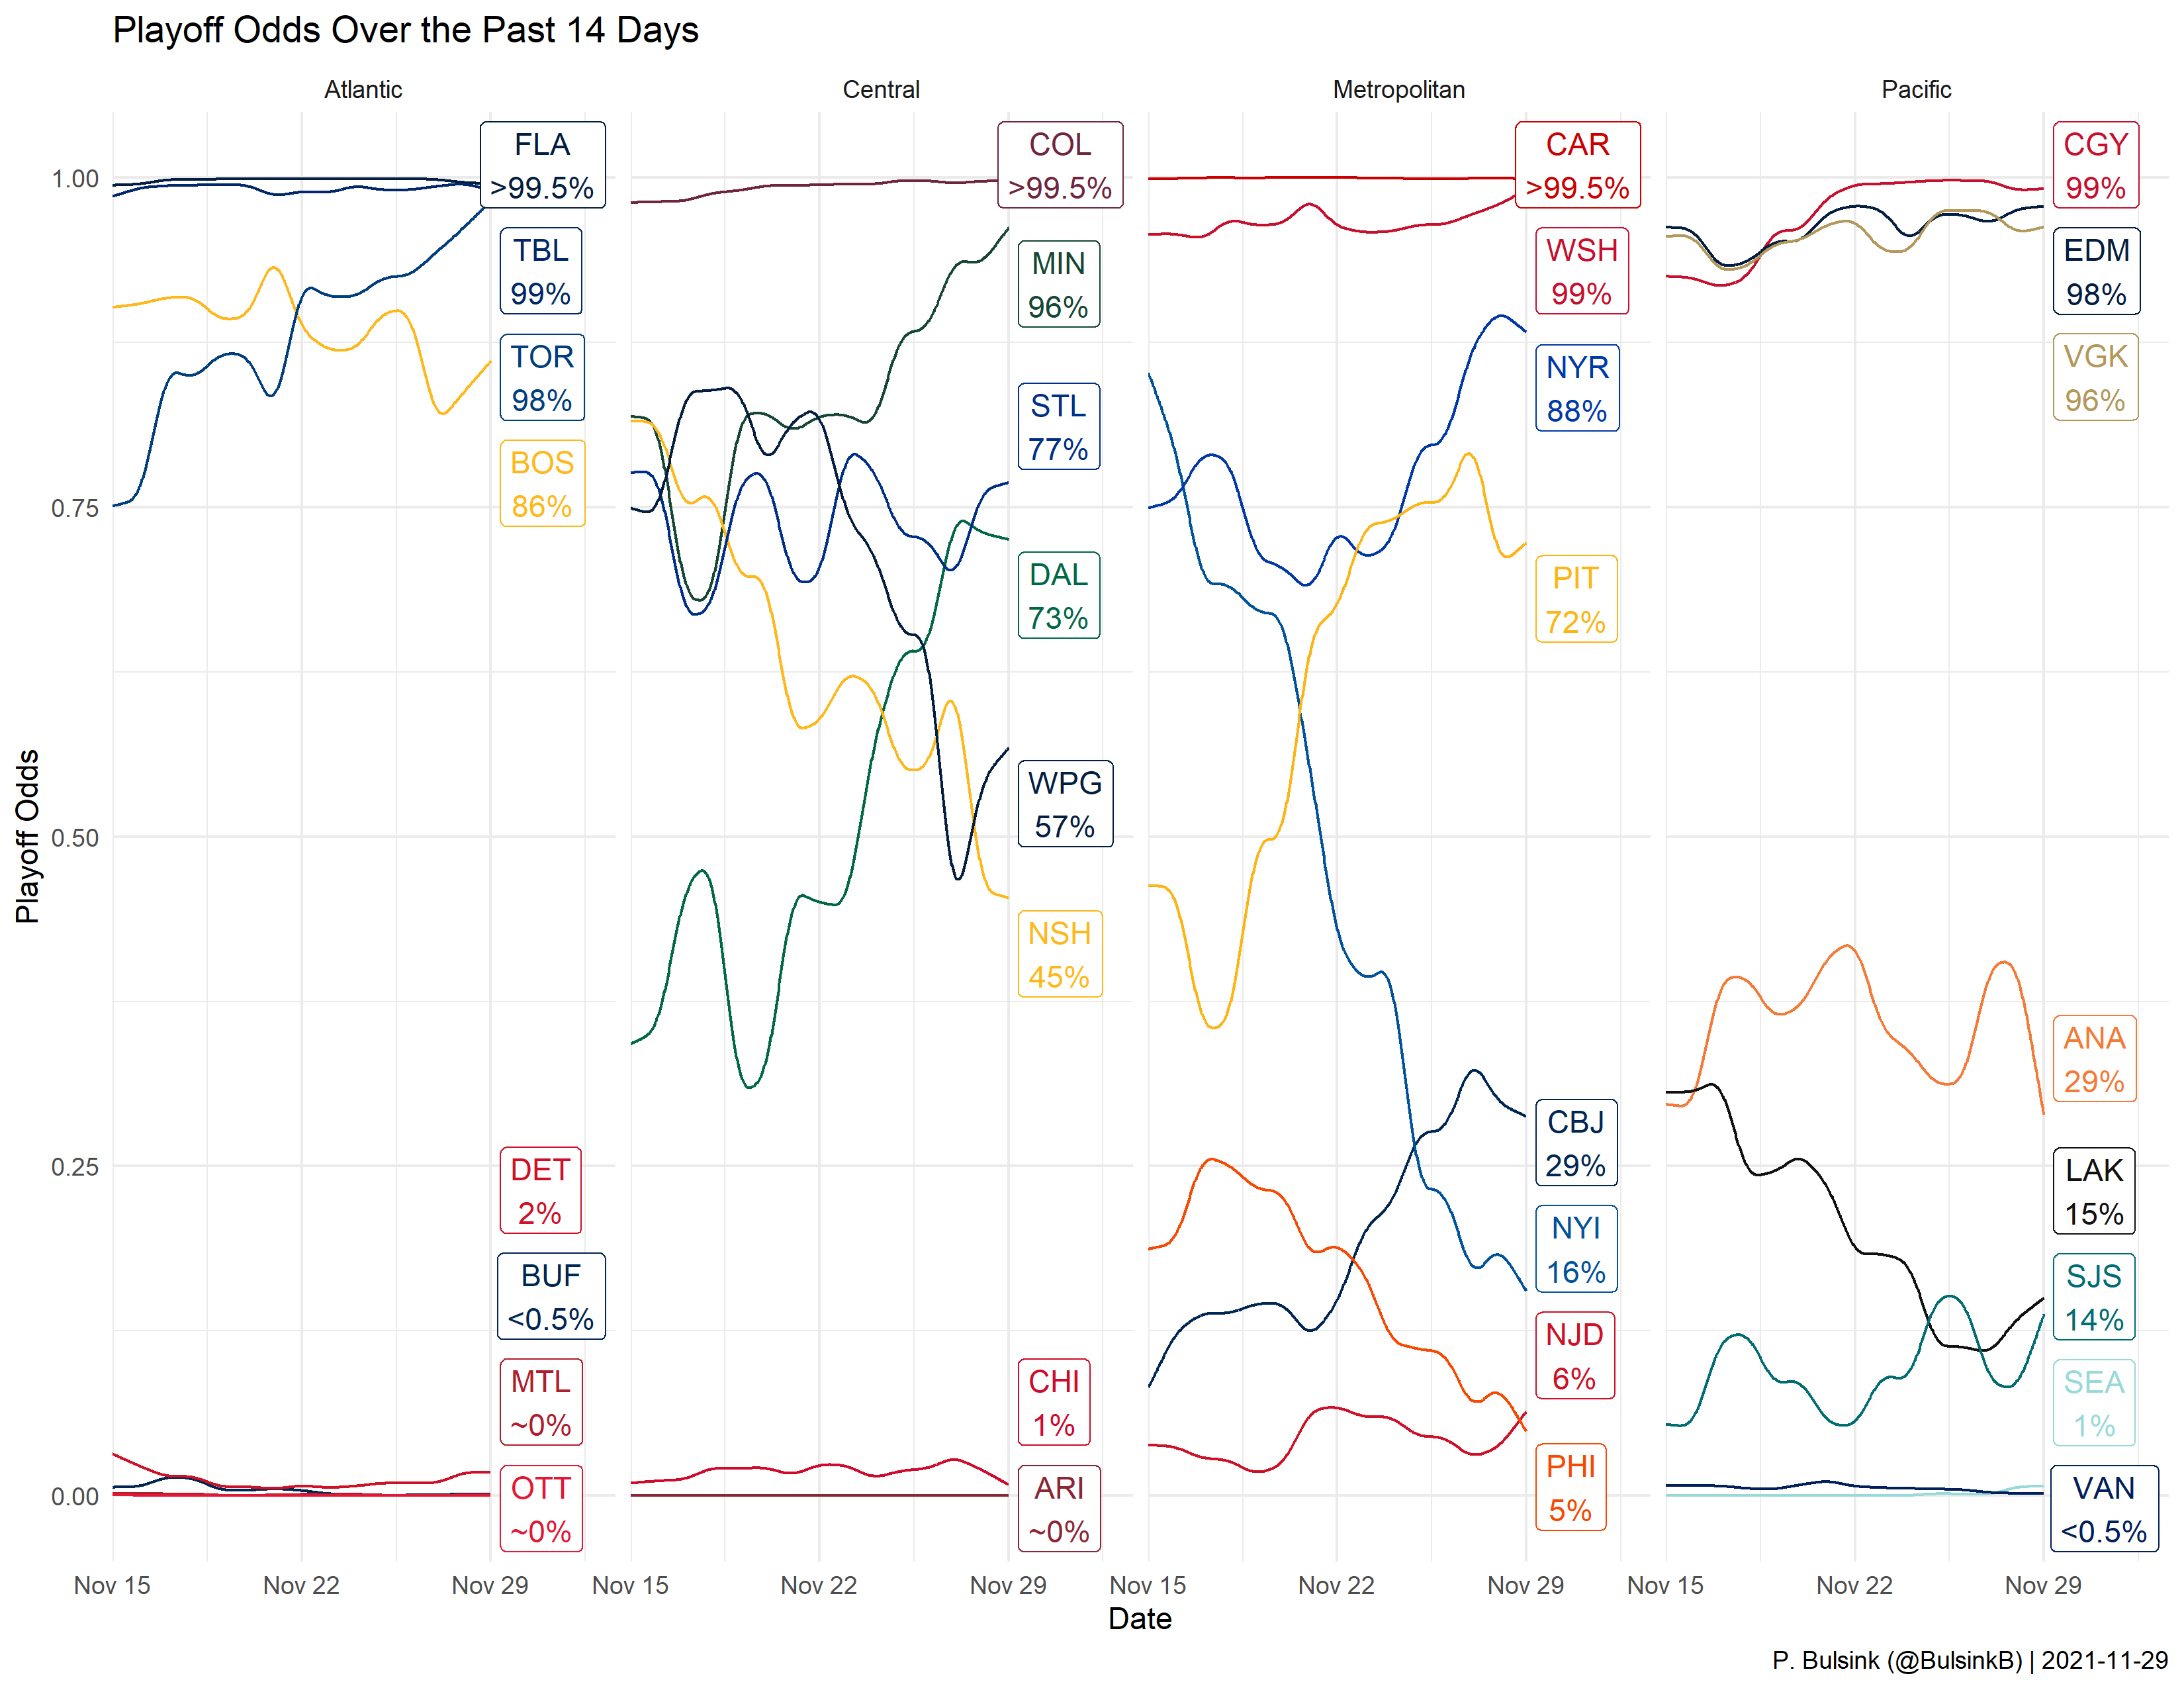 Playoff Odds Over the Past 14 Days
Atlantic
Central
Metropolitan
Pacific
Playoff Odds
1.00
0.75
0.50
0.25
0.00
FLA
>99.5%
TBL
99%
TOR
98%
BOS
86%
DET
2%
BUF
<0.5%
MTL
~0%
OTT
~0%
COL
>99.5%
MIN
96%
STL
77%
DAL
73%
WPG
57%
NSH
45%
CHI
1%
ARI
~0%
CAR
>99.5%
WSH
99%
NYR
88%
PIT
72%
CBJ
29%
NYI
16%
NJD
6%
PHI
5%
CGY
99%
EDM
98%
VGK
96%
ANA
29%
LAK
15%
SJS
14%
SEA
1%
VAN
<0.5%
Nov 15
Nov 22
Nov 29
Nov 15
Nov 22
Nov 29
Nov 15
Nov 22
Nov 29
Nov 15
Nov 22
Nov 29
Date
P. Bulsink (@BulsinkB) | 2021-11-29